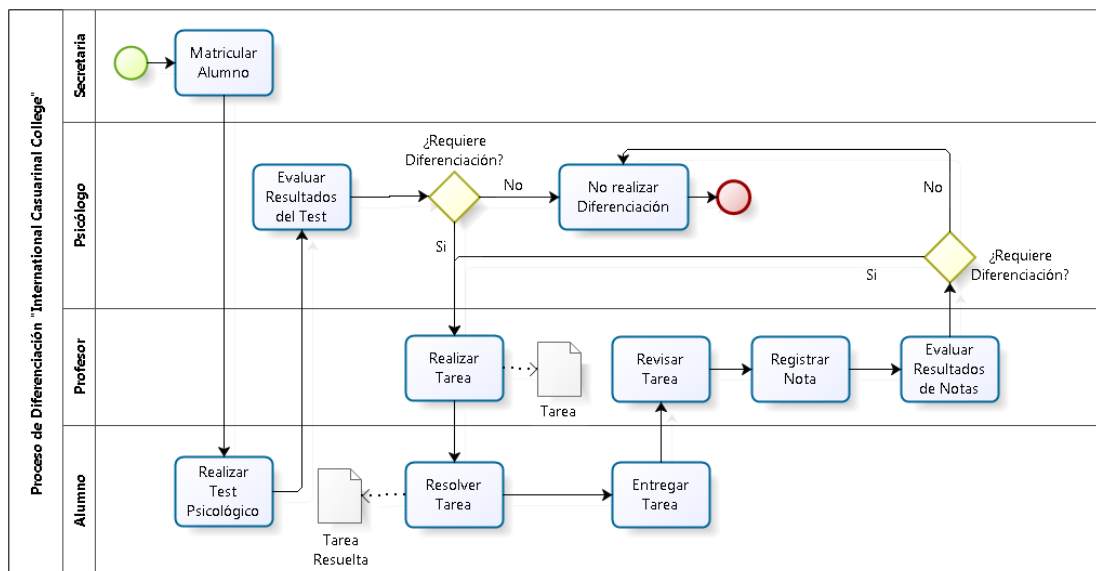 Proceso de Diferenciación "International Casuarinal College"
Secretaria
Matricular
Alumno
Psicólogo
Evaluar
Resultados
del Test
¿Requiere
Diferenciación?
No
Si
No realizar
Diferenciación
No
Si
¿Requiere
Diferenciación?
Profesor
Realizar
Tarea
Tarea
Revisar
Tarea
Registrar
Nota
Evaluar
Resultados
de Notas
Alumno
Realizar
Test
Psicológico
Tarea
Resuelta
Resolver
Tarea
Entregar
Tarea